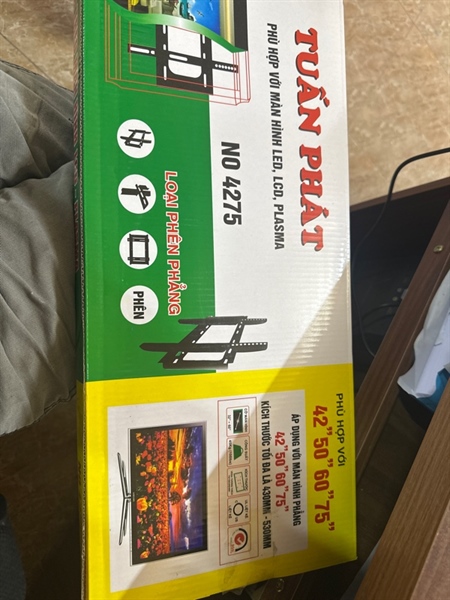 TUẤN PHÁT
PHÙ HỢP VỚI MÀN HÌNH LED, LCD, PLASMA
NO 4275
LOẠI PHÊN PHẲNG
PHÊN
PHÙ HỢP VỚI
42" 50" 60" 75"
ÁP DỤNG VỚI MÀN HÌNH PHẲNG
42" 50" 60" 75"
KÍCH THƯỚC TỐI ĐA LÀ 430MM - 530MM